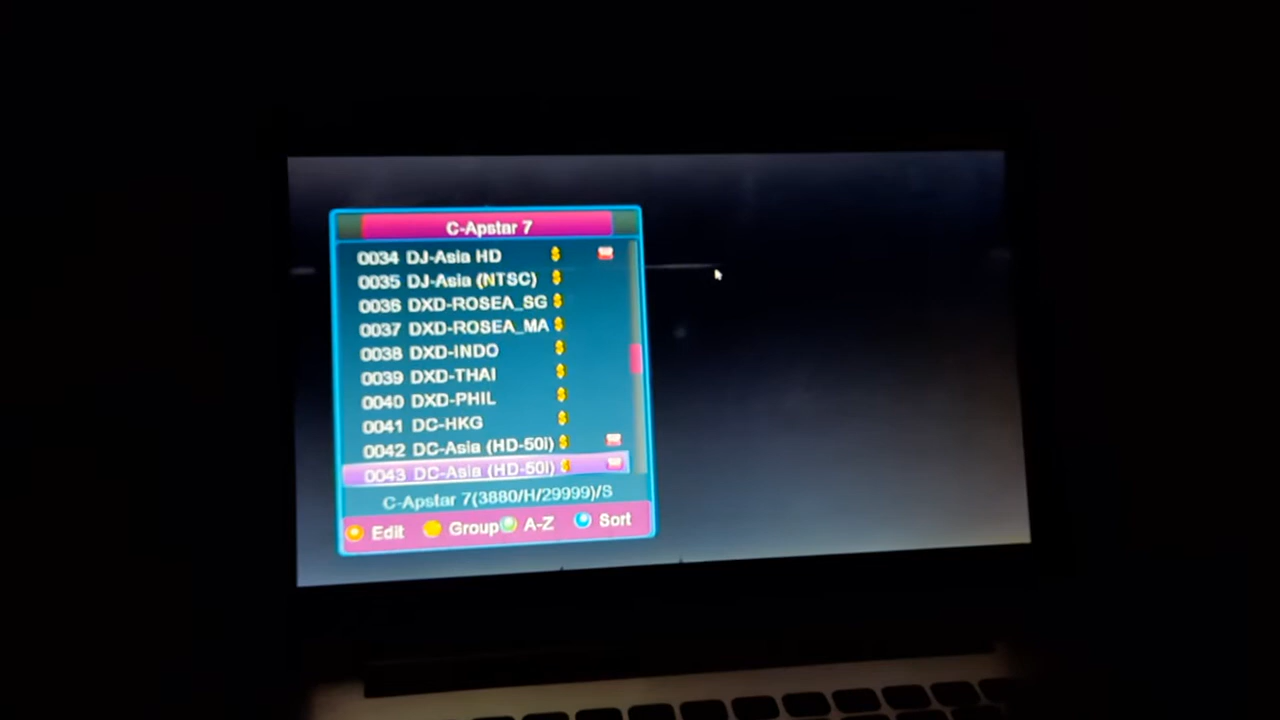 C-Apstar 7
0034 DJ-Asia HD $
0035 DJ-Asia (NTSC) $
0036 DXD-ROSEA_SG $
0037 DXD-ROSEA_MA $
0038 DXD-INDO $
0039 DXD-THAI $
0040 DXD-PHIL $
0041 DC-HKG $
0042 DC-Asia (HD-50i) $
0043 DC-Asia (HD-50i) $
C-Apstar 7(3880/H/29999)/S
Edit Group A-Z Sort